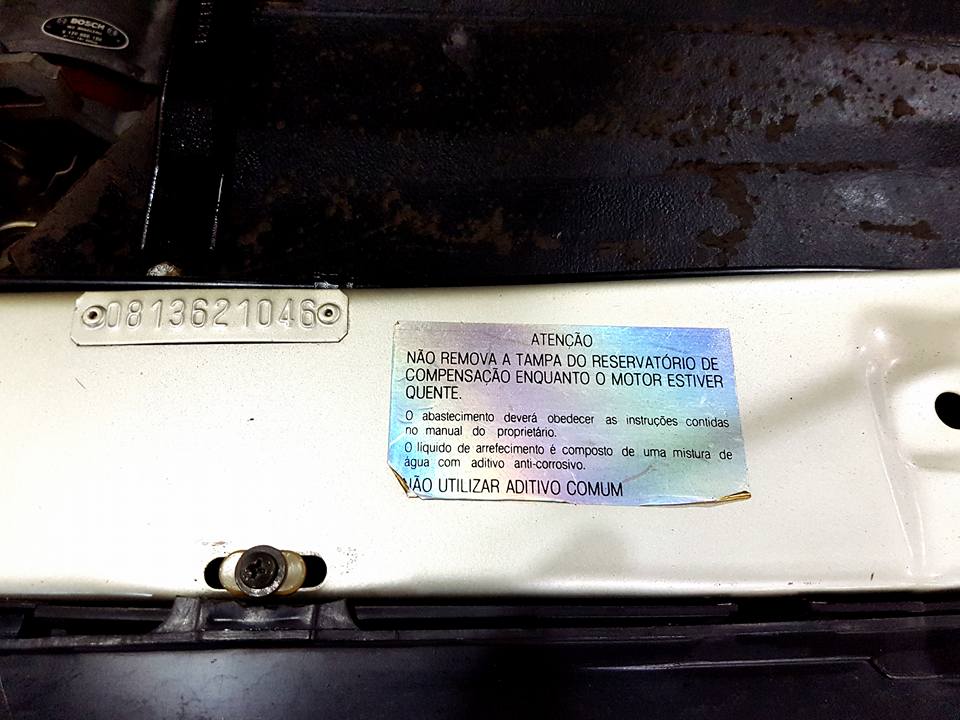 BOSCH
0813621046
ATENÇÃO
NÃO REMOVA A TAMPA DO RESERVATÓRIO DE
COMPENSAÇÃO ENQUANTO O MOTOR ESTIVER
QUENTE.
O abastecimento deverá obedecer as instruções contidas
no manual do proprietário.
O líquido de arrefecimento é composto de uma mistura de
água com aditivo anti-corrosivo.
NÃO UTILIZAR ADITIVO COMUM